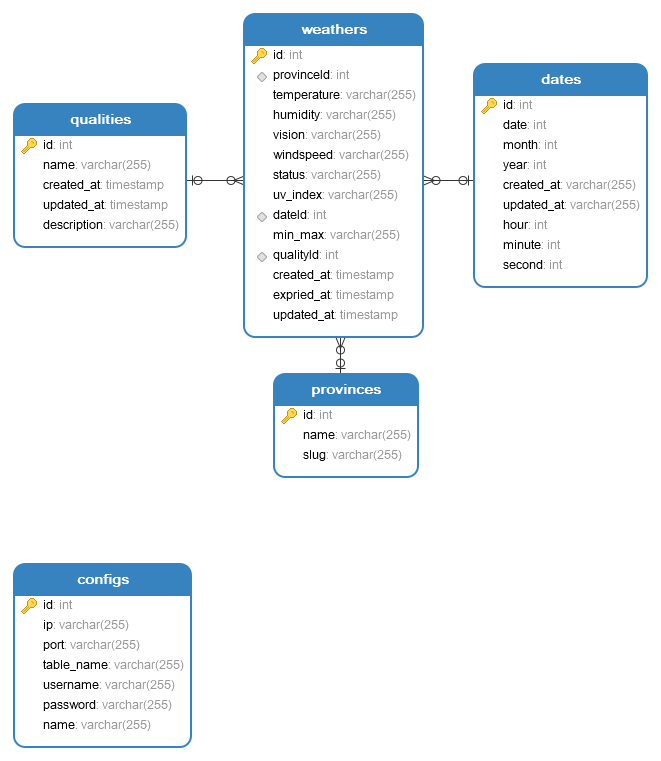 weathers
id: int
provinceId: int
temperature: varchar(255)
humidity: varchar(255)
vision: varchar(255)
windspeed: varchar(255)
status: varchar(255)
uv_index: varchar(255)
dateId: int
min_max: varchar(255)
qualityId: int
created_at: timestamp
expried_at: timestamp
updated_at: timestamp
dates
id: int
date: int
month: int
year: int
created_at: varchar(255)
updated_at: varchar(255)
hour: int
minute: int
second: int
qualities
id: int
name: varchar(255)
created_at: timestamp
updated_at: timestamp
description: varchar(255)
provinces
id: int
name: varchar(255)
slug: varchar(255)
configs
id: int
ip: varchar(255)
port: varchar(255)
table_name: varchar(255)
username: varchar(255)
password: varchar(255)
name: varchar(255)